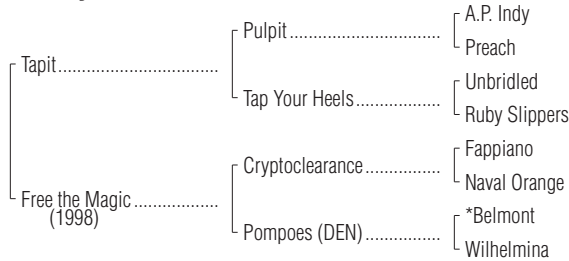 A.P. Indy
Pulpit................................
Preach
Tapit................................
Unbridled
Tap Your Heels.................
Ruby Slippers
Fappiano
Cryptoclearance...............
Naval Orange
Free the Magic.................
(1998)
*Belmont
Pompoes (DEN)...............
Wilhelmina